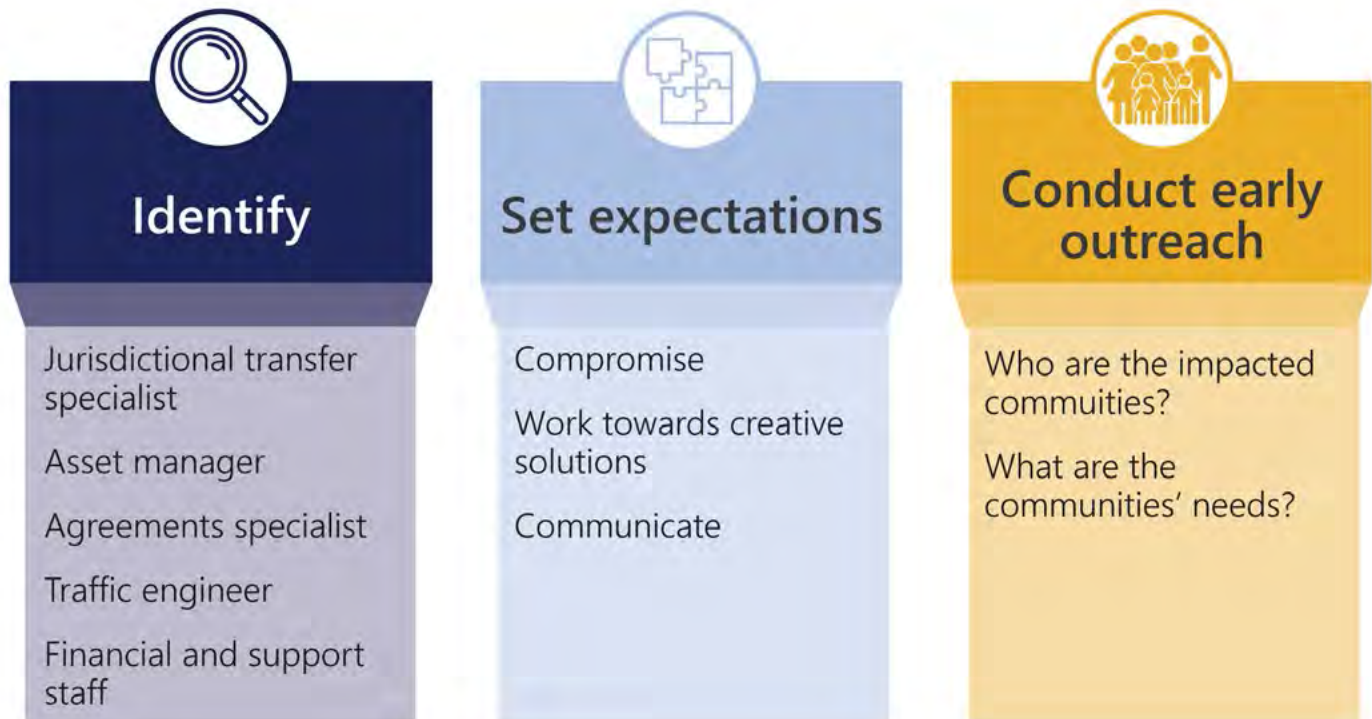 Identify
Jurisdictional transfer
specialist
Asset manager
Agreements specialist
Traffic engineer
Financial and support
staff
Set expectations
Compromise
Work towards creative
solutions
Communicate
Conduct early
outreach
Who are the impacted
commuities?
What are the
communities’ needs?